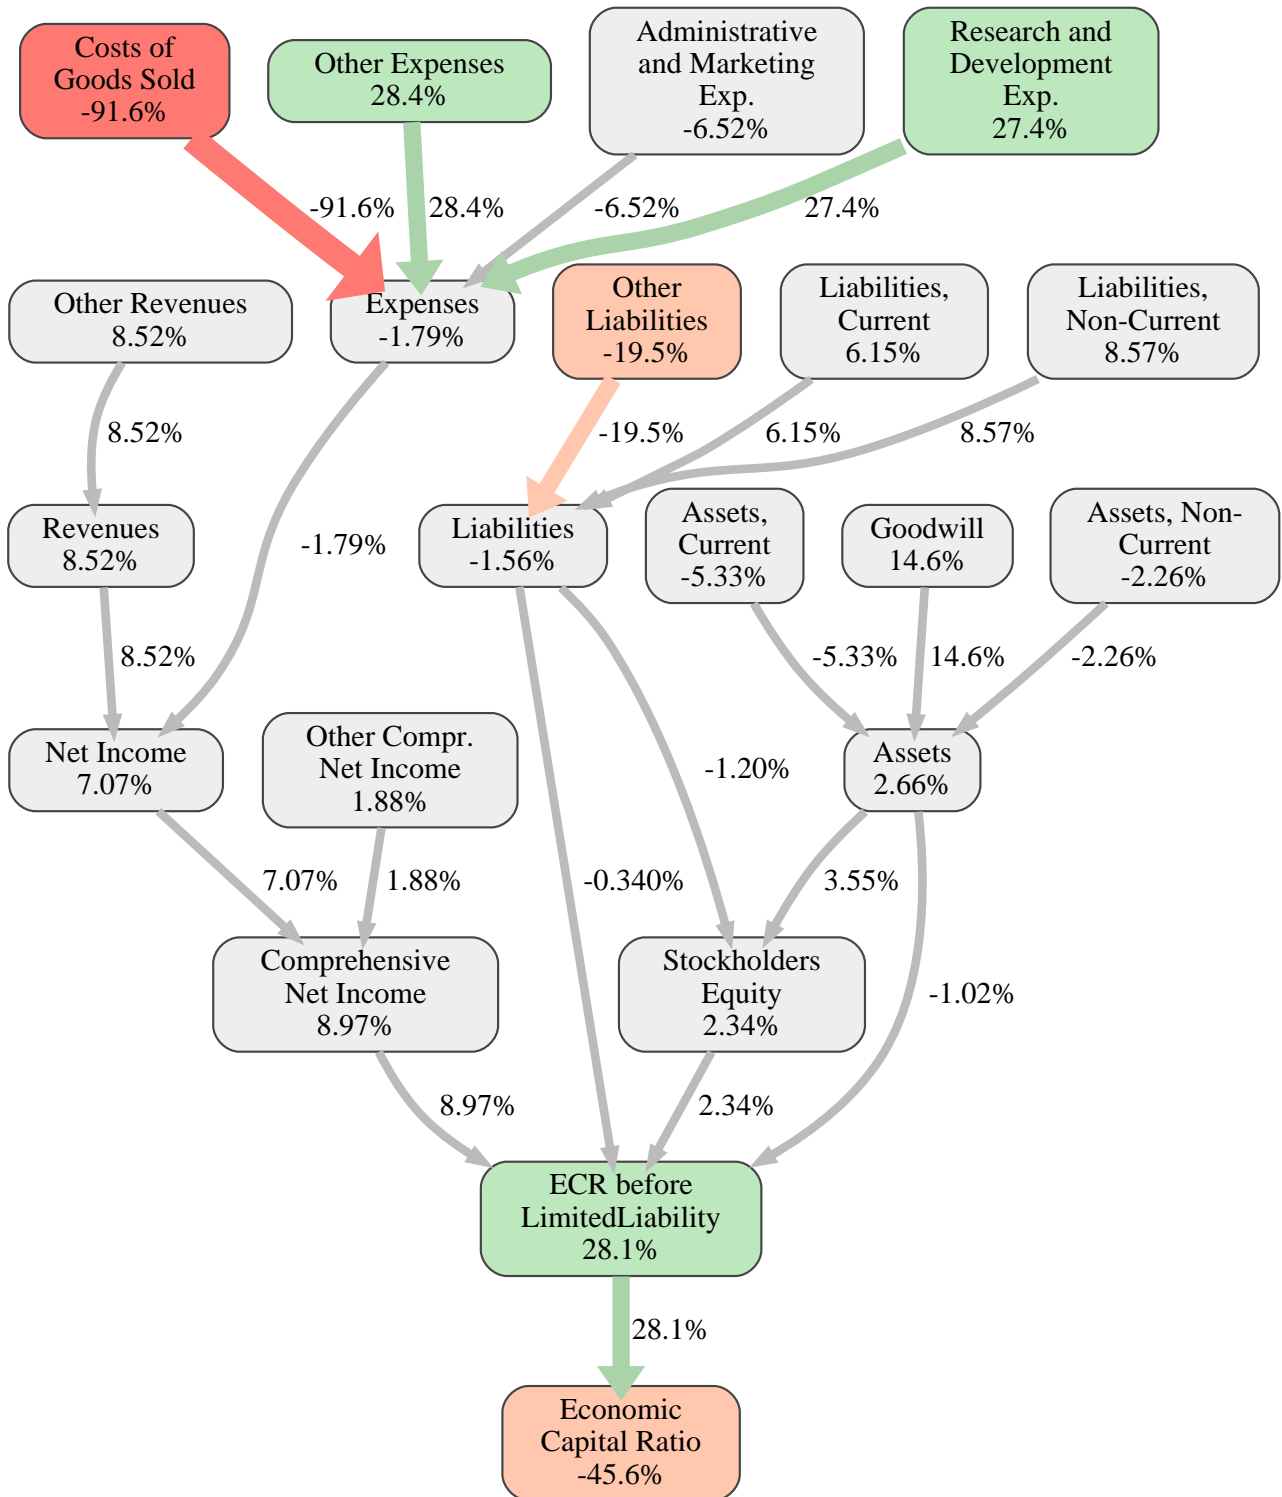 Costs of
Goods Sold
-91.6%
Other Expenses
28.4%
Administrative
and Marketing
Exp.
-6.52%
Research and
Development
Exp.
27.4%
-91.6%
28.4%
-6.52%
27.4%
Other Revenues
8.52%
Expenses
-1.79%
Other
Liabilities
-19.5%
Liabilities,
Current
6.15%
Liabilities,
Non-Current
8.57%
8.52%
-19.5%
6.15%
8.57%
Revenues
8.52%
-1.79%
Liabilities
-1.56%
Assets,
Current
-5.33%
Goodwill
14.6%
Assets, Non-
Current
-2.26%
8.52%
-5.33%
14.6%
-2.26%
Net Income
7.07%
Other Compr.
Net Income
1.88%
-1.20%
Assets
2.66%
7.07%
1.88%
-0.340%
3.55%
Comprehensive
Net Income
8.97%
Stockholders
Equity
2.34%
-1.02%
8.97%
2.34%
ECR before
LimitedLiability
28.1%
28.1%
Economic
Capital Ratio
-45.6%